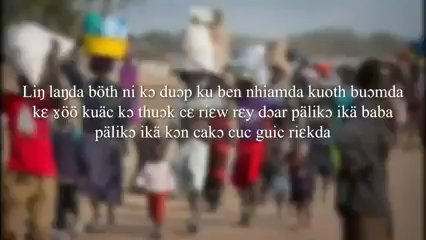 Liŋ laŋda böth ni kɔ duɔp ku ben nhiamda kuoth buɔmda
kɛ ɣöö kuäc kɔ thuɔk cɛ riɛw rɛy dɔar pälikɔ ikä baba
pälikɔ ikä kɔn cakɔ cuc guic riɛkda